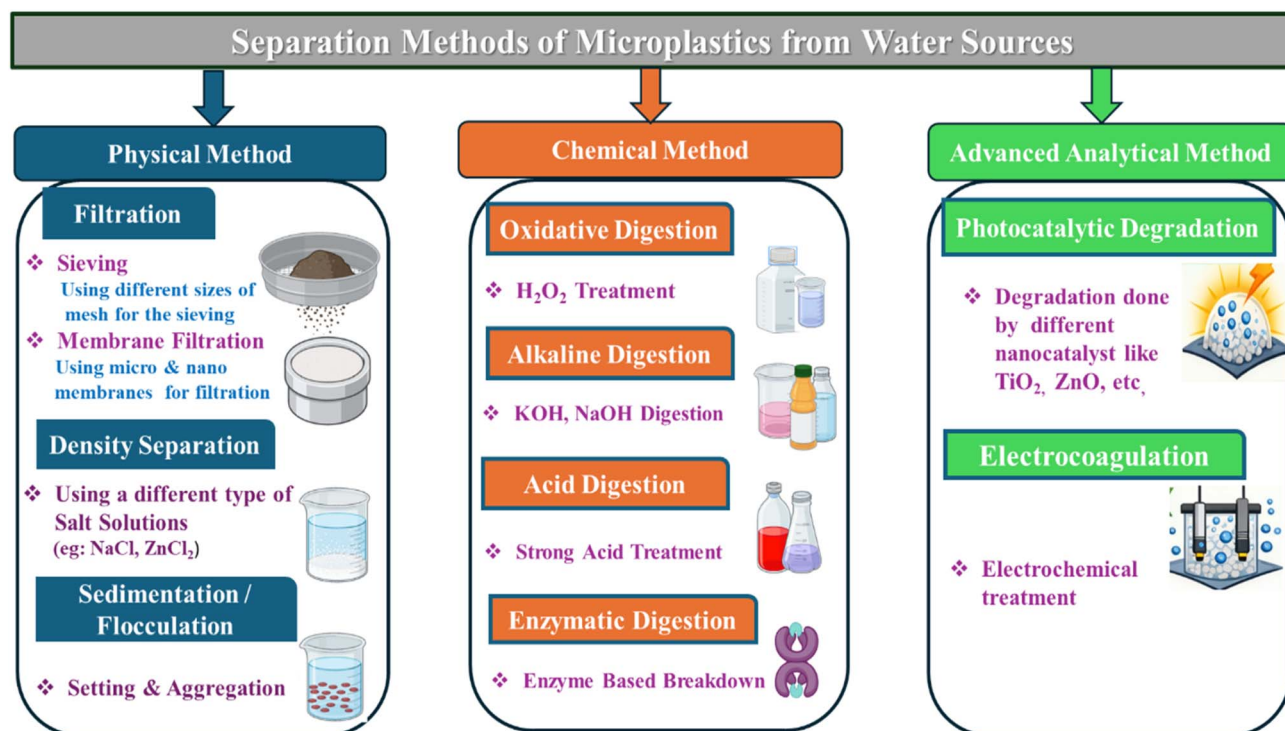 Separation Methods of Microplastics from Water Sources
Physical Method
Filtration
❖ Sieving
Using different sizes of
mesh for the sieving
❖ Membrane Filtration
Using micro & nano
membranes for filtration
Density Separation
❖ Using a different type of
Salt Solutions
(eg: NaCl, ZnCl₂)
Sedimentation /
Flocculation
❖ Setting & Aggregation
Chemical Method
Oxidative Digestion
❖ H₂O₂ Treatment
Alkaline Digestion
❖ KOH, NaOH Digestion
Acid Digestion
❖ Strong Acid Treatment
Enzymatic Digestion
❖ Enzyme Based Breakdown
Advanced Analytical Method
Photocatalytic Degradation
❖ Degradation done
by different
nanocatalyst like
TiO₂, ZnO, etc,
Electrocoagulation
❖ Electrochemical
treatment